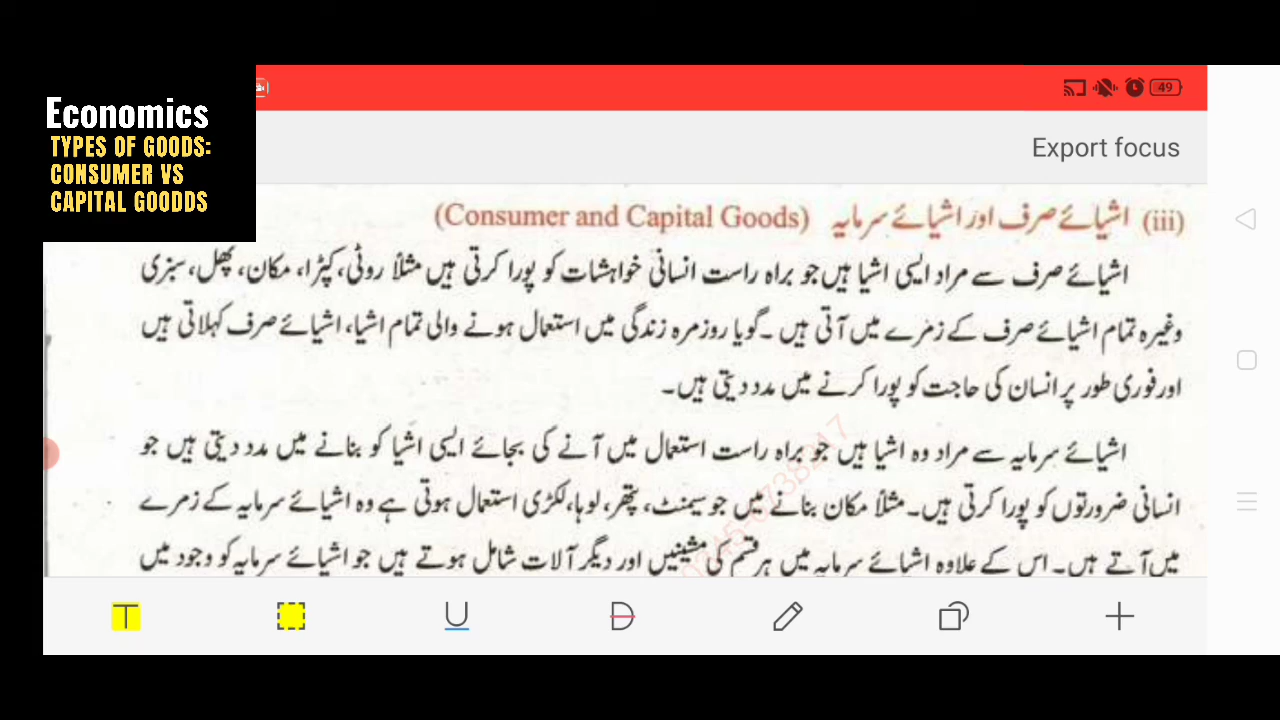 49
Economics
TYPES OF GOODS:
CONSUMER VS
CAPITAL GOODDS
Export focus
(iii) اشیائے صرف اور اشیائے سرمایہ (Consumer and Capital Goods)
اشیائے صرف سے مراد ایسی اشیا ہیں جو براہ راست انسانی خواہشات کو پورا کرتی ہیں مثلاً روٹی، کپڑا، مکان، پھل، سبزی
وغیرہ تمام اشیائے صرف کے زمرے میں آتی ہیں ۔ گویا روزمرہ زندگی میں استعمال ہونے والی تمام اشیا، اشیائے صرف کہلاتی ہیں
اور فوری طور پر انسان کی حاجت کو پورا کرنے میں مدد دیتی ہیں۔
اشیائے سرمایہ سے مراد وہ اشیا ہیں جو براہ راست استعمال میں آنے کی بجائے ایسی اشیا کو بنانے میں مدد دیتی ہیں جو
انسانی ضرورتوں کو پورا کرتی ہیں۔ مثلاً مکان بنانے میں جو سیمنٹ، پتھر، لوہا، لکڑی استعمال ہوتی ہے وہ اشیائے سرمایہ کے زمرے
میں آتے ہیں۔ اس کے علاوہ اشیائے سرمایہ میں ہر قسم کی مشینیں اور دیگر آلات شامل ہوتے ہیں جو اشیائے سرمایہ کو وجود میں
T
U
D